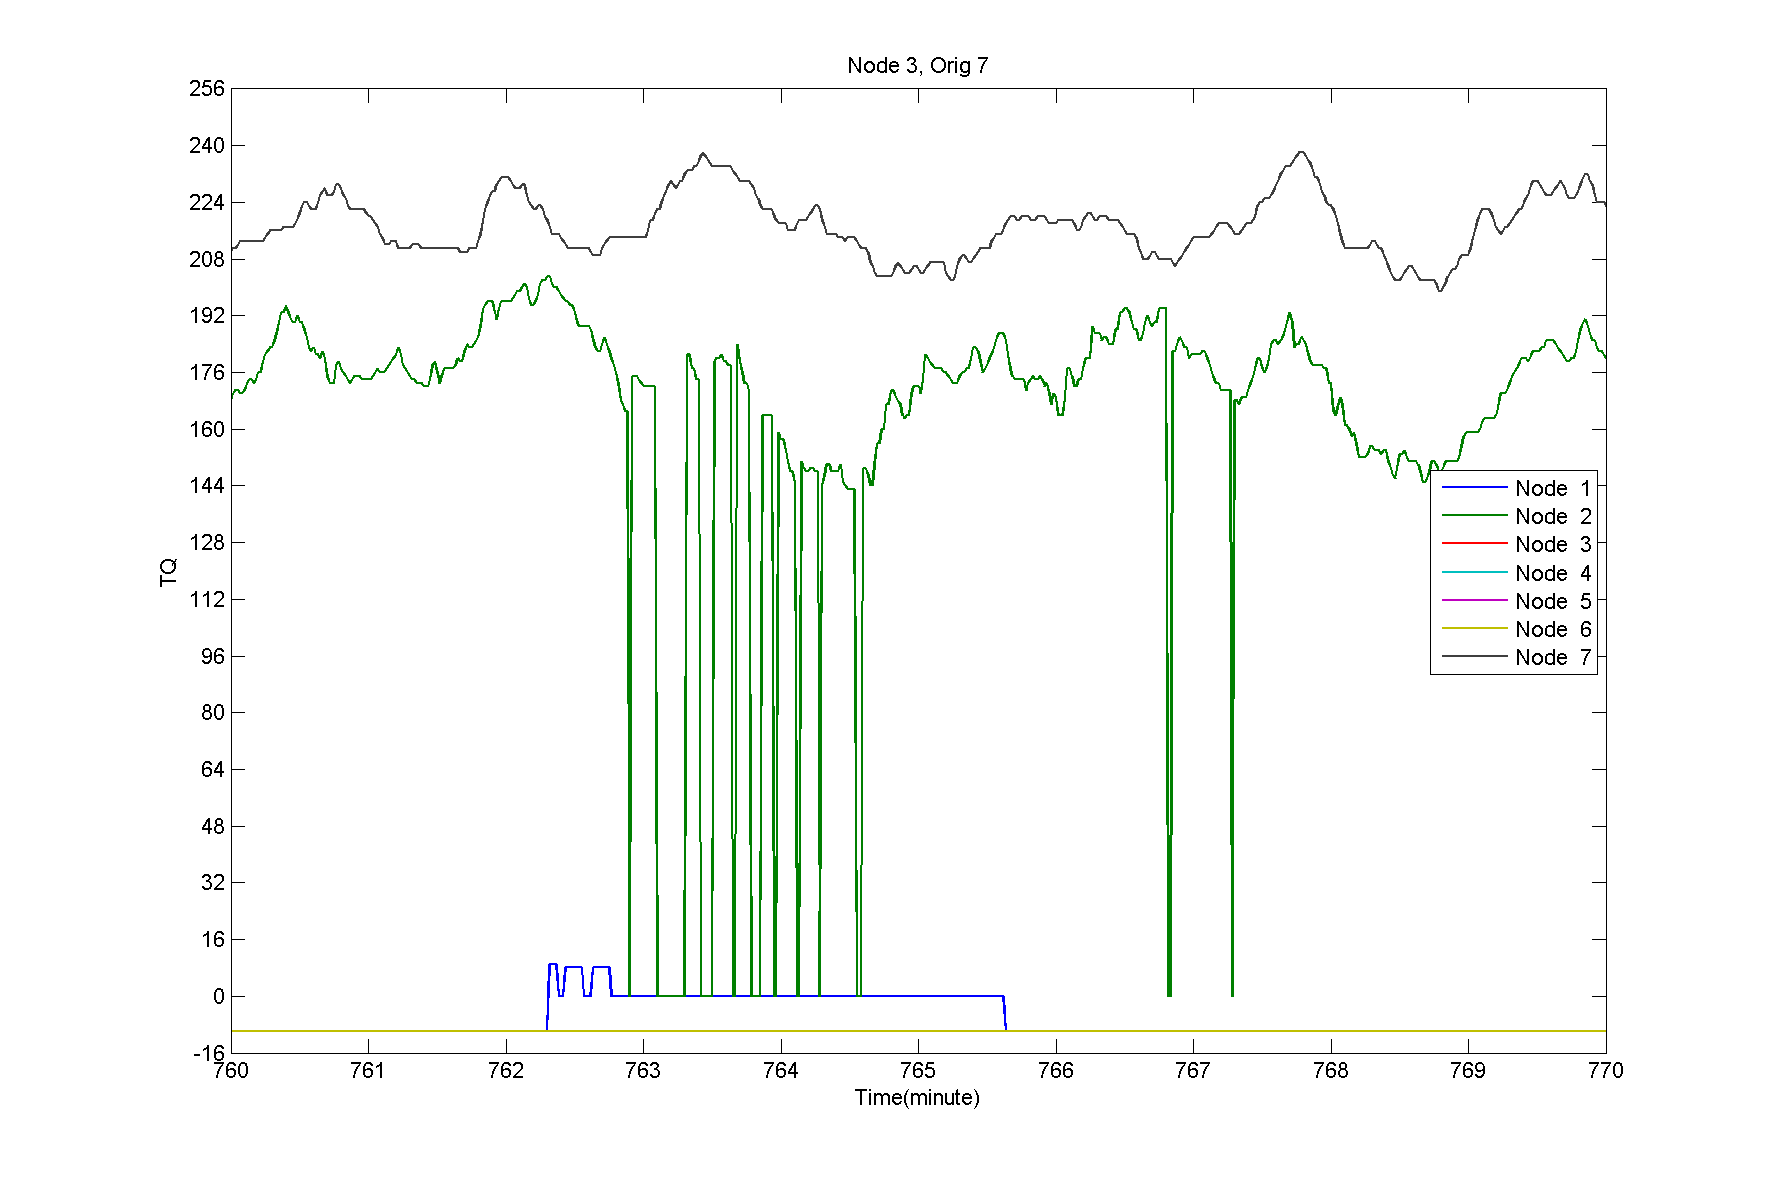 Node 3, Orig 7
256
240
224
208
192
176
160
144
128
112
96
80
64
48
32
16
0
-16
TQ
Node 1
Node 2
Node 3
Node 4
Node 5
Node 6
Node 7
760 761 762 763 764 765 766 767 768 769 770
Time(minute)